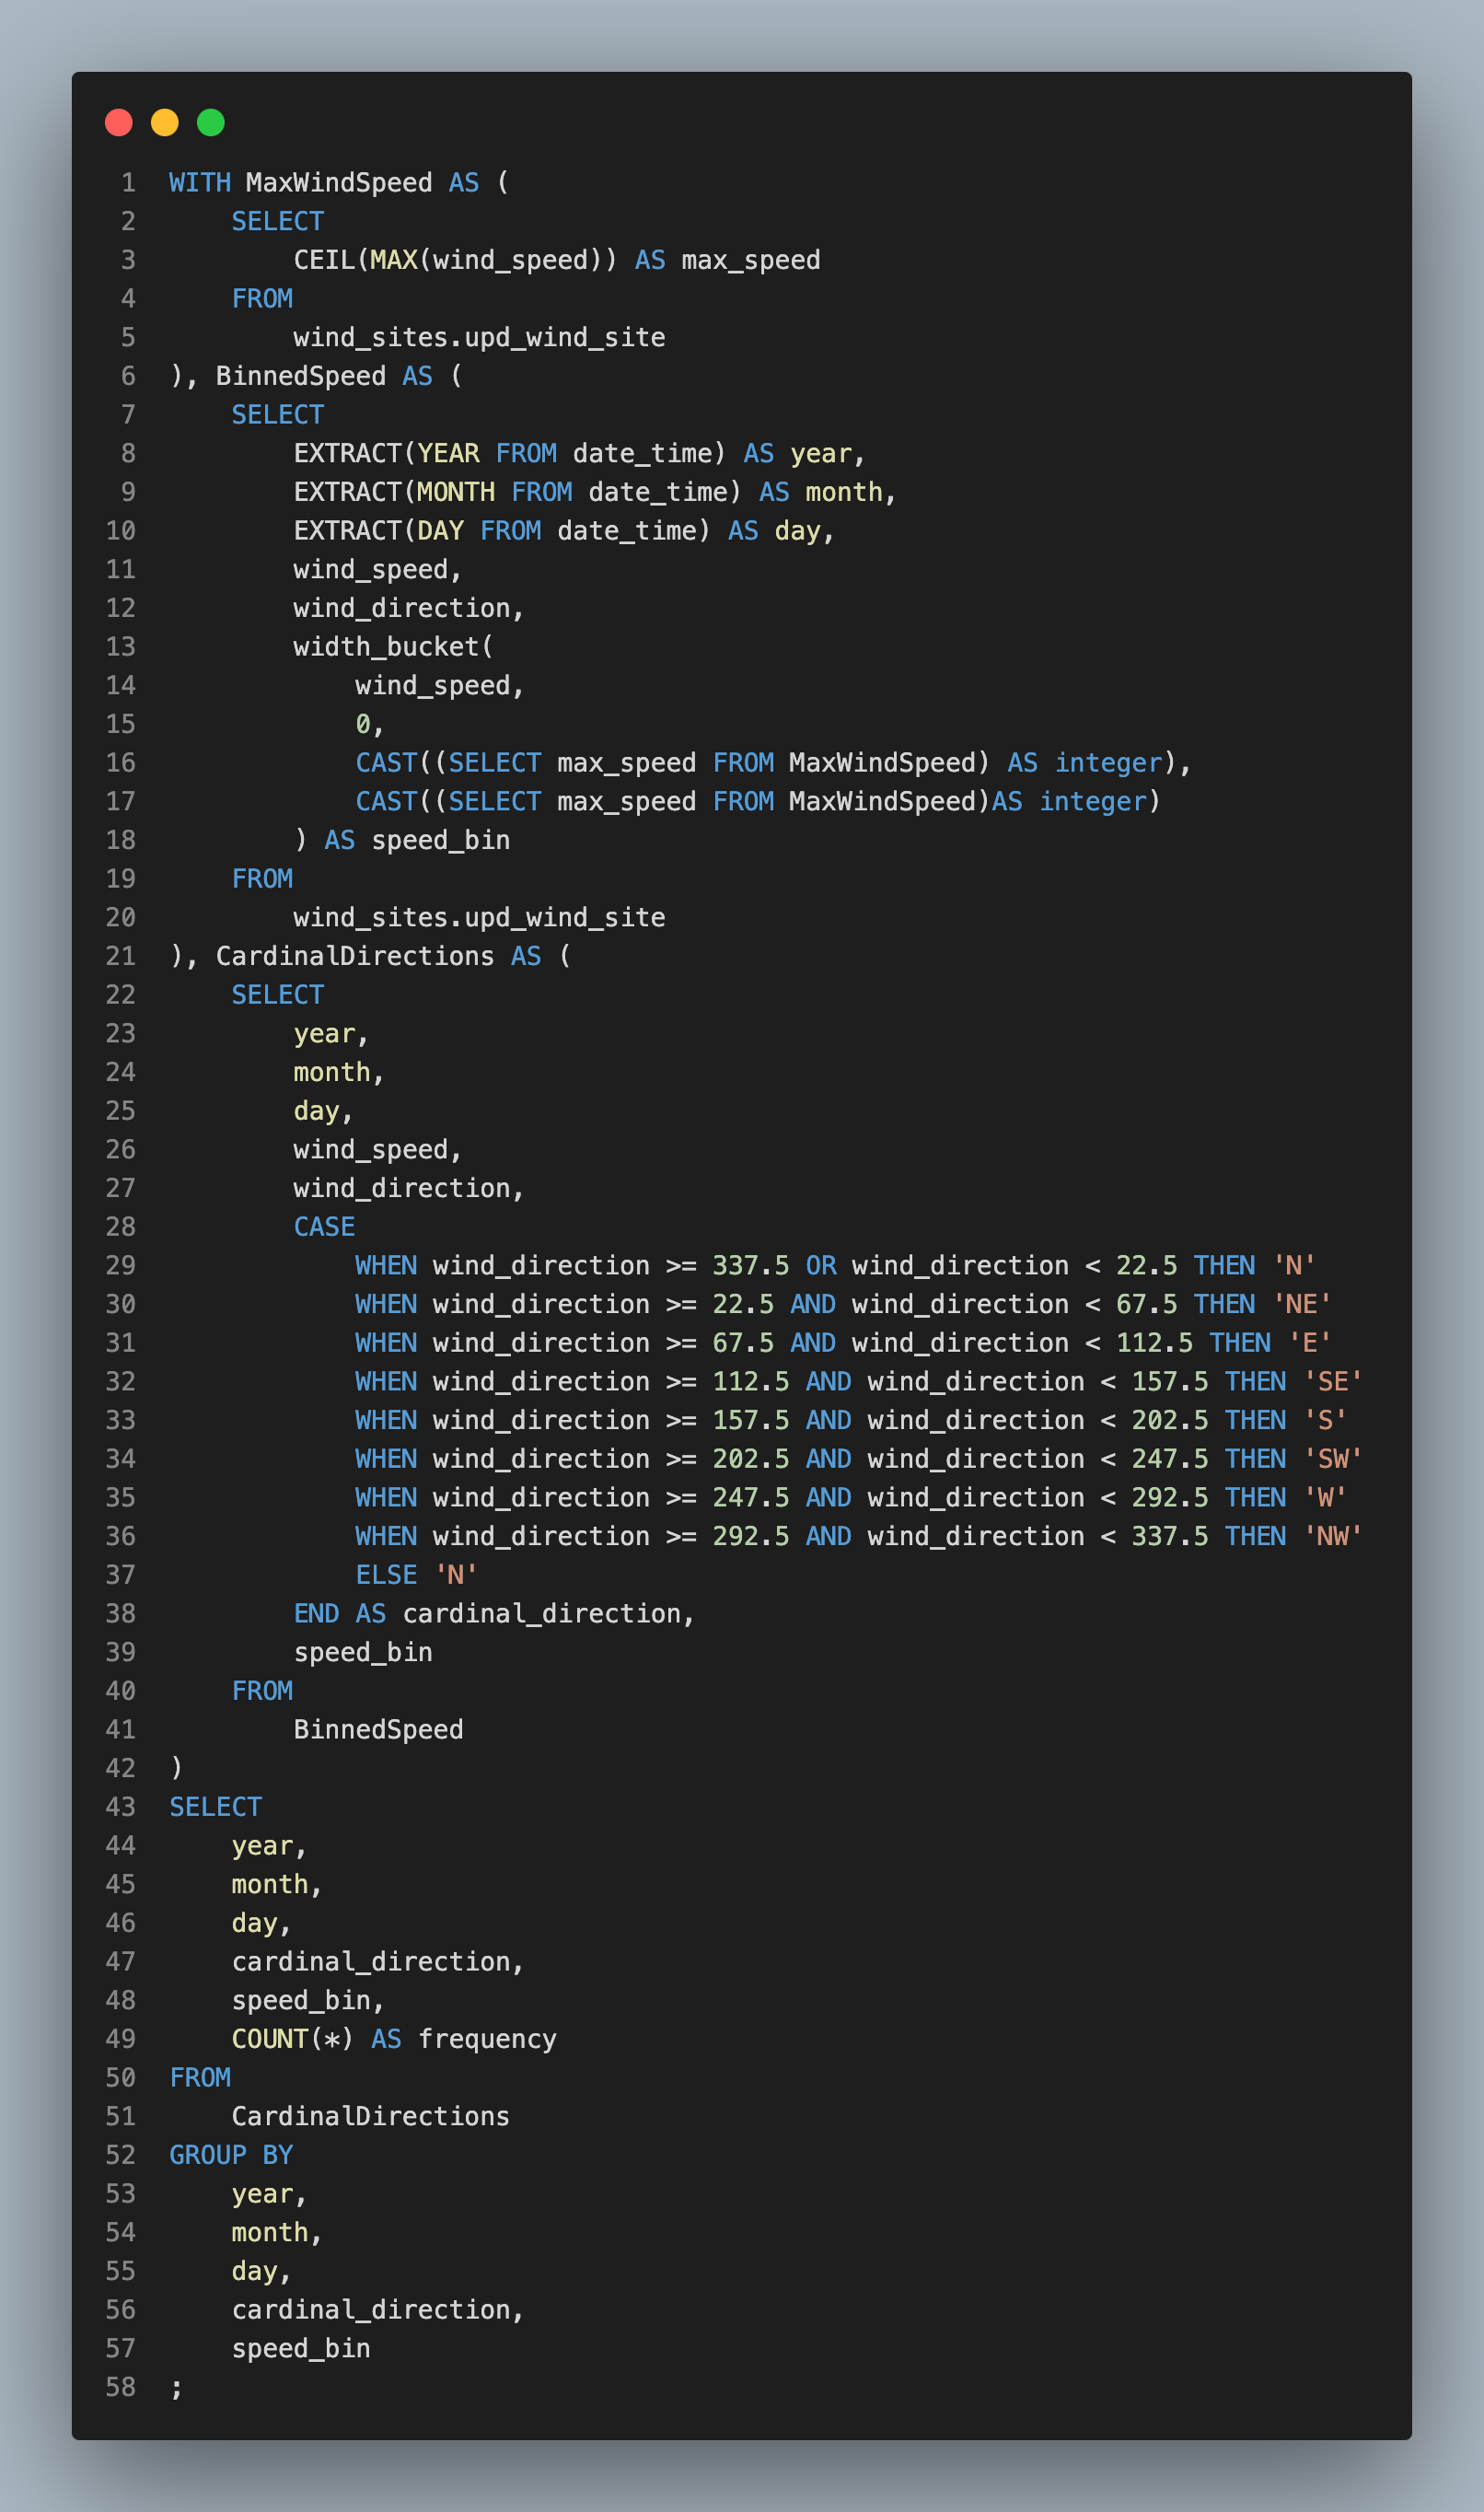 1 WITH MaxWindSpeed AS (
2     SELECT
3         CEIL(MAX(wind_speed)) AS max_speed
4     FROM
5         wind_sites.upd_wind_site
6 ), BinnedSpeed AS (
7     SELECT
8         EXTRACT(YEAR FROM date_time) AS year,
9         EXTRACT(MONTH FROM date_time) AS month,
10         EXTRACT(DAY FROM date_time) AS day,
11         wind_speed,
12         wind_direction,
13         width_bucket(
14             wind_speed,
15             0,
16             CAST((SELECT max_speed FROM MaxWindSpeed) AS integer),
17             CAST((SELECT max_speed FROM MaxWindSpeed)AS integer)
18         ) AS speed_bin
19     FROM
20         wind_sites.upd_wind_site
21 ), CardinalDirections AS (
22     SELECT
23         year,
24         month,
25         day,
26         wind_speed,
27         wind_direction,
28         CASE
29             WHEN wind_direction >= 337.5 OR wind_direction < 22.5 THEN 'N'
30             WHEN wind_direction >= 22.5 AND wind_direction < 67.5 THEN 'NE'
31             WHEN wind_direction >= 67.5 AND wind_direction < 112.5 THEN 'E'
32             WHEN wind_direction >= 112.5 AND wind_direction < 157.5 THEN 'SE'
33             WHEN wind_direction >= 157.5 AND wind_direction < 202.5 THEN 'S'
34             WHEN wind_direction >= 202.5 AND wind_direction < 247.5 THEN 'SW'
35             WHEN wind_direction >= 247.5 AND wind_direction < 292.5 THEN 'W'
36             WHEN wind_direction >= 292.5 AND wind_direction < 337.5 THEN 'NW'
37             ELSE 'N'
38         END AS cardinal_direction,
39         speed_bin
40     FROM
41         BinnedSpeed
42 )
43 SELECT
44     year,
45     month,
46     day,
47     cardinal_direction,
48     speed_bin,
49     COUNT(*) AS frequency
50 FROM
51     CardinalDirections
52 GROUP BY
53     year,
54     month,
55     day,
56     cardinal_direction,
57     speed_bin
58 ;